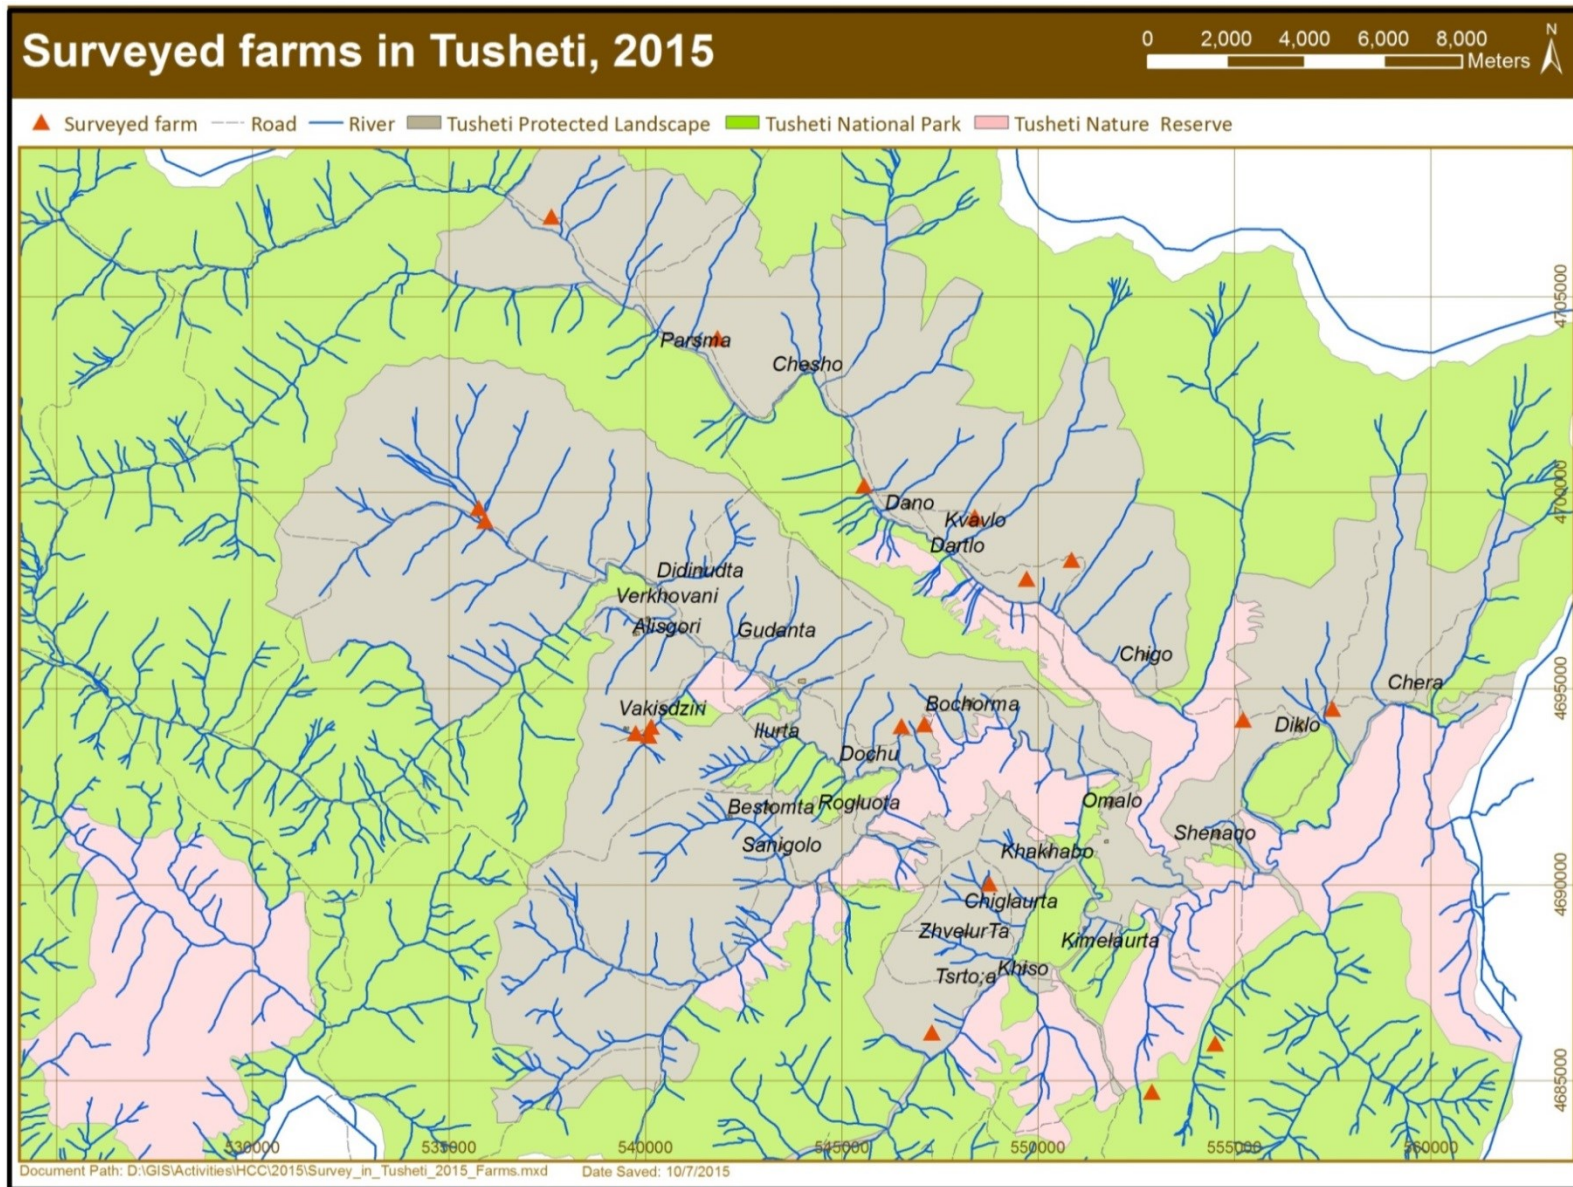 Surveyed farms in Tusheti, 2015
0 2,000 4,000 6,000 8,000
Meters
N
Surveyed farm Road River Tusheti Protected Landscape Tusheti National Park Tusheti Nature Reserve
4705000
Parsma
Chesho
4700000
Dano
Kvavlo
Dartlo
Didinudta
Verkhovani
Alisgori
Gudanta
Chigo
4695000
Chera
Vakisdziri
Bochorma
Ilurta
Diklo
Dochu
Bestomta
Rogluota
Omalo
Shenaqo
Sanigolo
Khakhabo
4690000
Chiglaurta
ZhvelurTa
Kimelaurta
Khiso
Tsrto;a
4685000
530000 535000 540000 545000 550000 555000 560000
Document Path: D:\GIS\Activities\HCC\2015\Survey_in_Tusheti_2015_Farms.mxd Date Saved: 10/7/2015